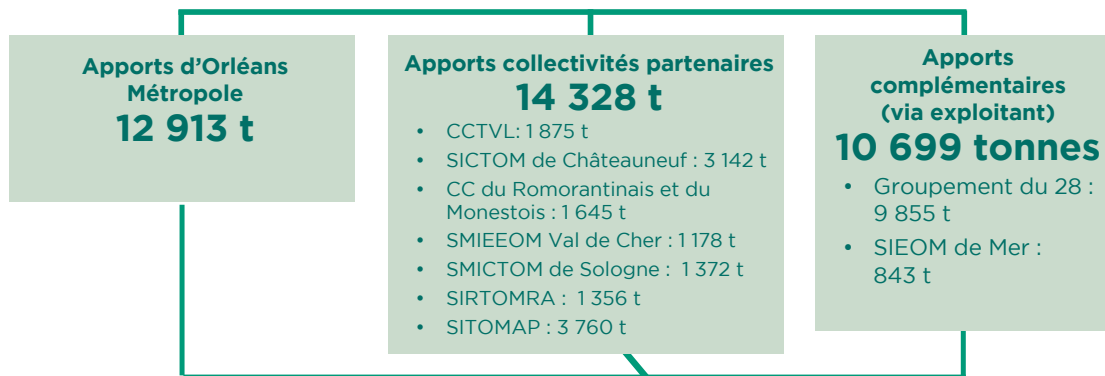 Apports d'Orléans
Métropole
12 913 t
Apports collectivités partenaires
14 328 t
• CCTVL: 1 875 t
• SICTOM de Châteauneuf : 3 142 t
• CC du Romorantinais et du
Monestois : 1 645 t
• SMIEEOM Val de Cher : 1 178 t
• SMICTOM de Sologne : 1 372 t
• SIRTOMRA : 1 356 t
• SITOMAP : 3 760 t
Apports
complémentaires
(via exploitant)
10 699 tonnes
• Groupement du 28 :
9 855 t
• SIEOM de Mer :
843 t